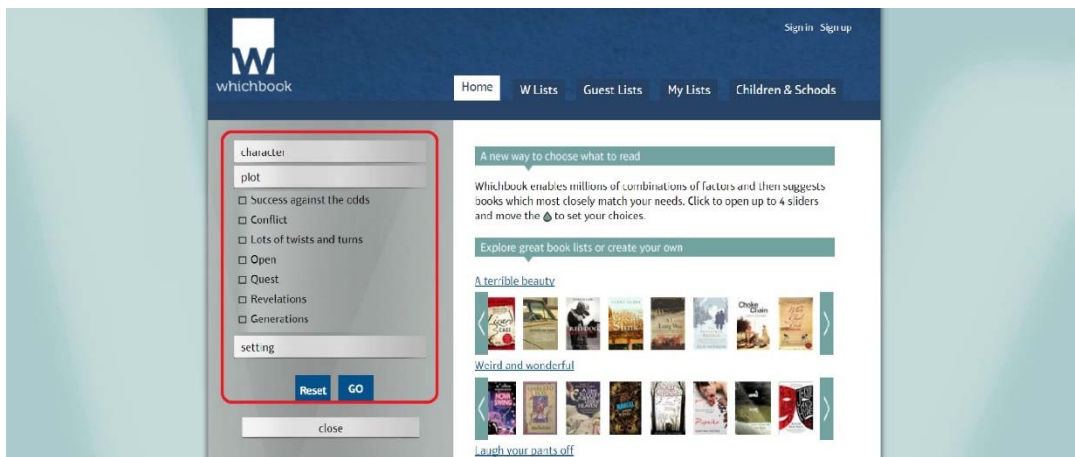 Sign in Sign up
W
whichbook
Home W Lists Guest Lists My Lists Children & Schools
character
plot
Success against the odds
Conflict
Lots of twists and turns
Open
Quest
Revelations
Generations
setting
Reset GO
close
A new way to choose what to read
Whichbook enables millions of combinations of factors and then suggests
books which most closely match your needs. Click to open up to 4 sliders
and move the to set your choices.
Explore great book lists or create your own
A terrible beauty
Choke
Chain
Weird and wonderful
NOVA
SWING
Laugh your pants off